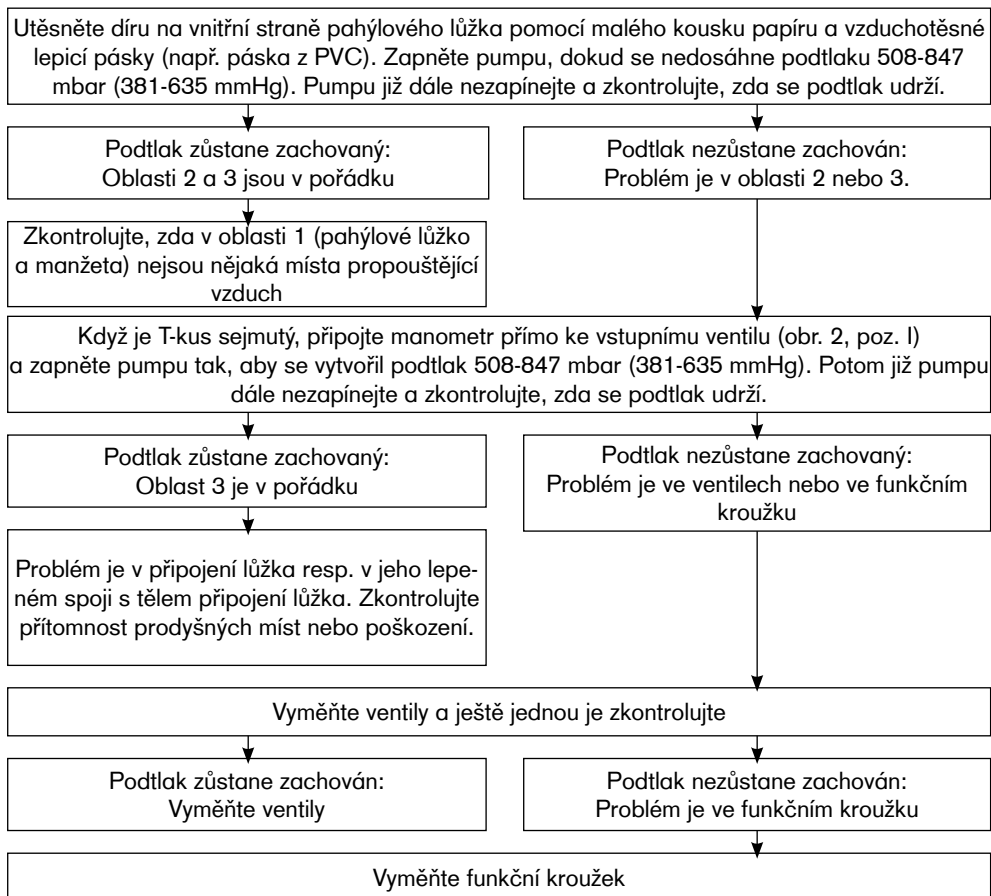 Utěsněte díru na vnitřní straně pahýlového lůžka pomocí malého kousku papíru a vzduchotěsné
lepicí pásky (např. páska z PVC). Zapněte pumpu, dokud se nedosáhne podtlaku 508-847
mbar (381-635 mmHg). Pumpu již dále nezapínejte a zkontrolujte, zda se podtlak udrží.
Podtlak zůstane zachovaný:
Oblasti 2 a 3 jsou v pořádku
Podtlak nezůstane zachován:
Problém je v oblasti 2 nebo 3.
Zkontrolujte, zda v oblasti 1 (pahýlové lůžko
a manžeta) nejsou nějaká místa propouštějící
vzduch
Když je T-kus sejmutý, připojte manometr přímo ke vstupnímu ventilu (obr. 2, poz. I)
a zapněte pumpu tak, aby se vytvořil podtlak 508-847 mbar (381-635 mmHg). Potom již pumpu
dále nezapínejte a zkontrolujte, zda se podtlak udrží.
Podtlak zůstane zachovaný:
Oblast 3 je v pořádku
Podtlak nezůstane zachovaný:
Problém je ve ventilech nebo ve funkčním
kroužku
Problém je v připojení lůžka resp. v jeho lepe-
ném spoji s tělem připojení lůžka. Zkontrolujte
přítomnost prodyšných míst nebo poškození.
Vyměňte ventily a ještě jednou je zkontrolujte
Podtlak zůstane zachován:
Vyměňte ventily
Podtlak nezůstane zachován:
Problém je ve funkčním kroužku
Vyměňte funkční kroužek